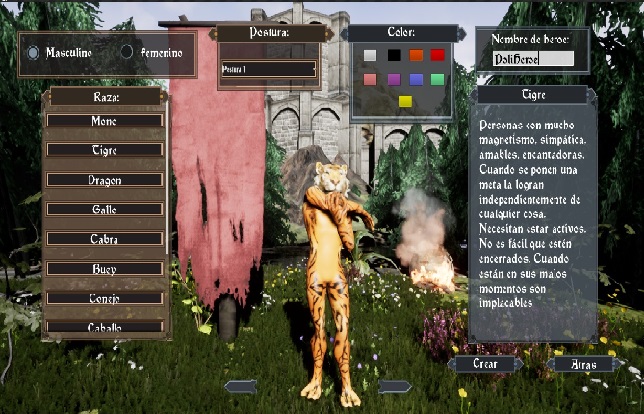 Masculino
femenino
Postura:
Postura 1
Color:
Nombre de heroe:
PoliHeroe
Raza:
Mono
Tigre
Dragon
Gallo
Cabra
Buey
Conejo
Caballo
Tigre
Personas con mucho
magnetismo, simpática,
amables, encantadoras.
Cuando se ponen una
meta la logran
independientemente de
cualquier cosa.
Necesitan estar activos.
No es fácil que estén
encerrados. Cuando
están en sus malos
momentos son
implacables
Crear
Atras